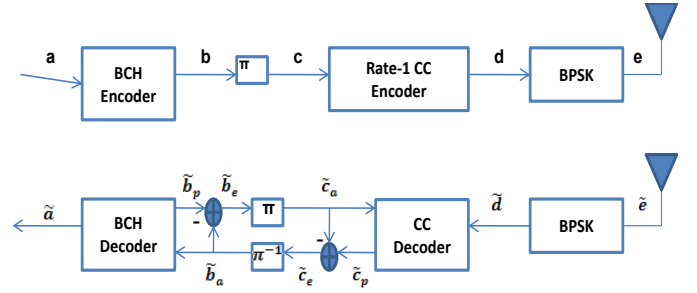 a
BCH
Encoder
b
π
c
Rate-1 CC
Encoder
d
BPSK
e
ã
BCH
Decoder
b̃ₚ
b̃ₑ
-
π
c̃ₐ
CC
Decoder
d̃
BPSK
ẽ
b̃ₐ
π⁻¹
-
c̃ₑ
c̃ₚ